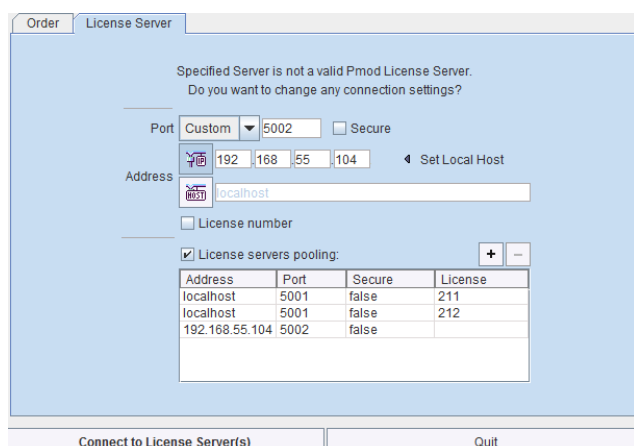 Order License Server
Specified Server is not a valid Pmod License Server.
Do you want to change any connection settings?
Port Custom 5002 Secure
IP 192 .168 .55 .104 Set Local Host
Address
HOST localhost
License number
License servers pooling: + −
Address Port Secure License
localhost 5001 false 211
localhost 5001 false 212
192.168.55.104 5002 false
Connect to License Server(s) Quit